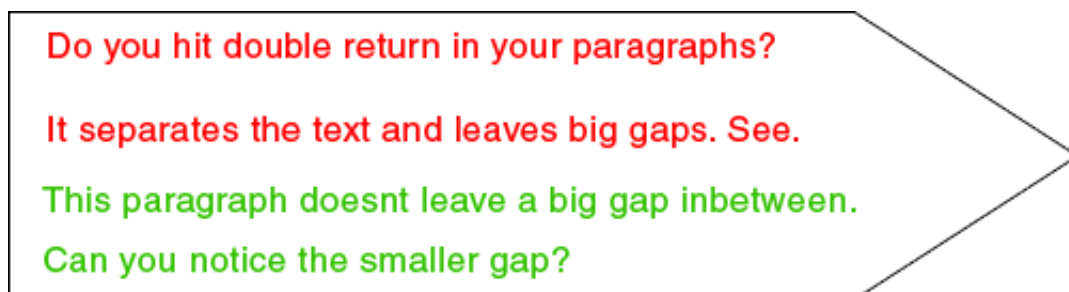 Do you hit double return in your paragraphs?
It separates the text and leaves big gaps. See.
This paragraph doesnt leave a big gap inbetween.
Can you notice the smaller gap?